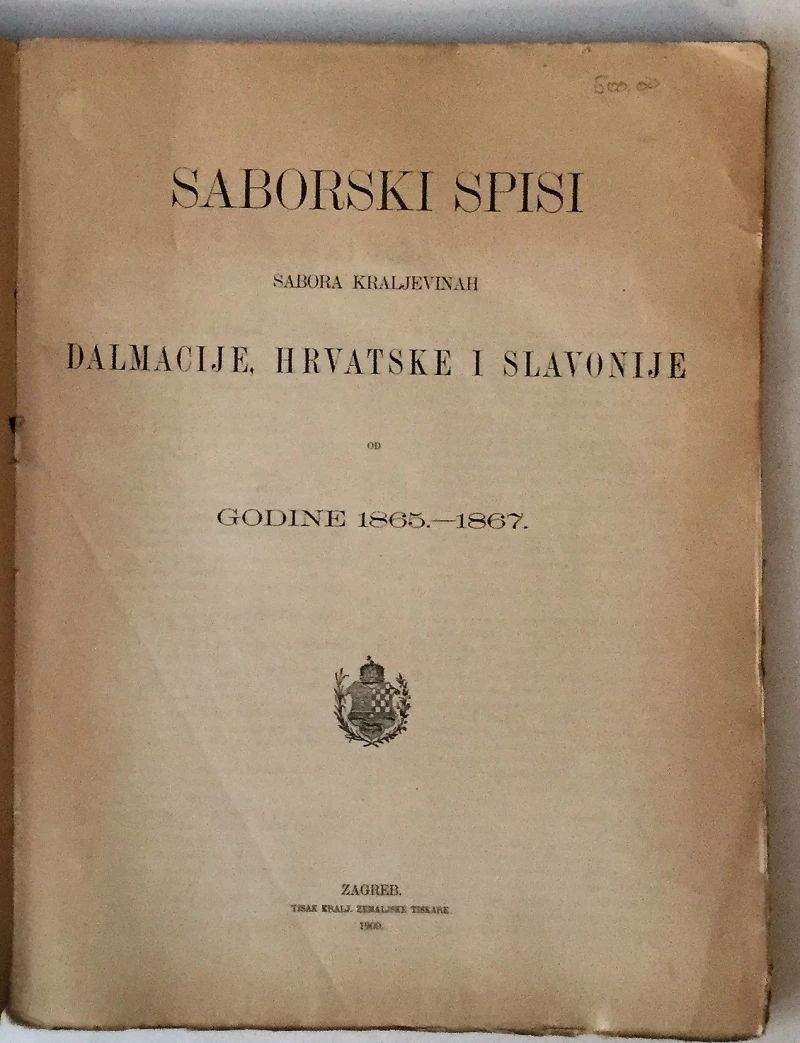 500,00
SABORSKI SPISI
SABORA KRALJEVINAH
DALMACIJE, HRVATSKE I SLAVONIJE
OD
GODINE 1865.—1867.
ZAGREB.
TISAK KRALJ. ZEMALJSKE TISKARE.
1900.